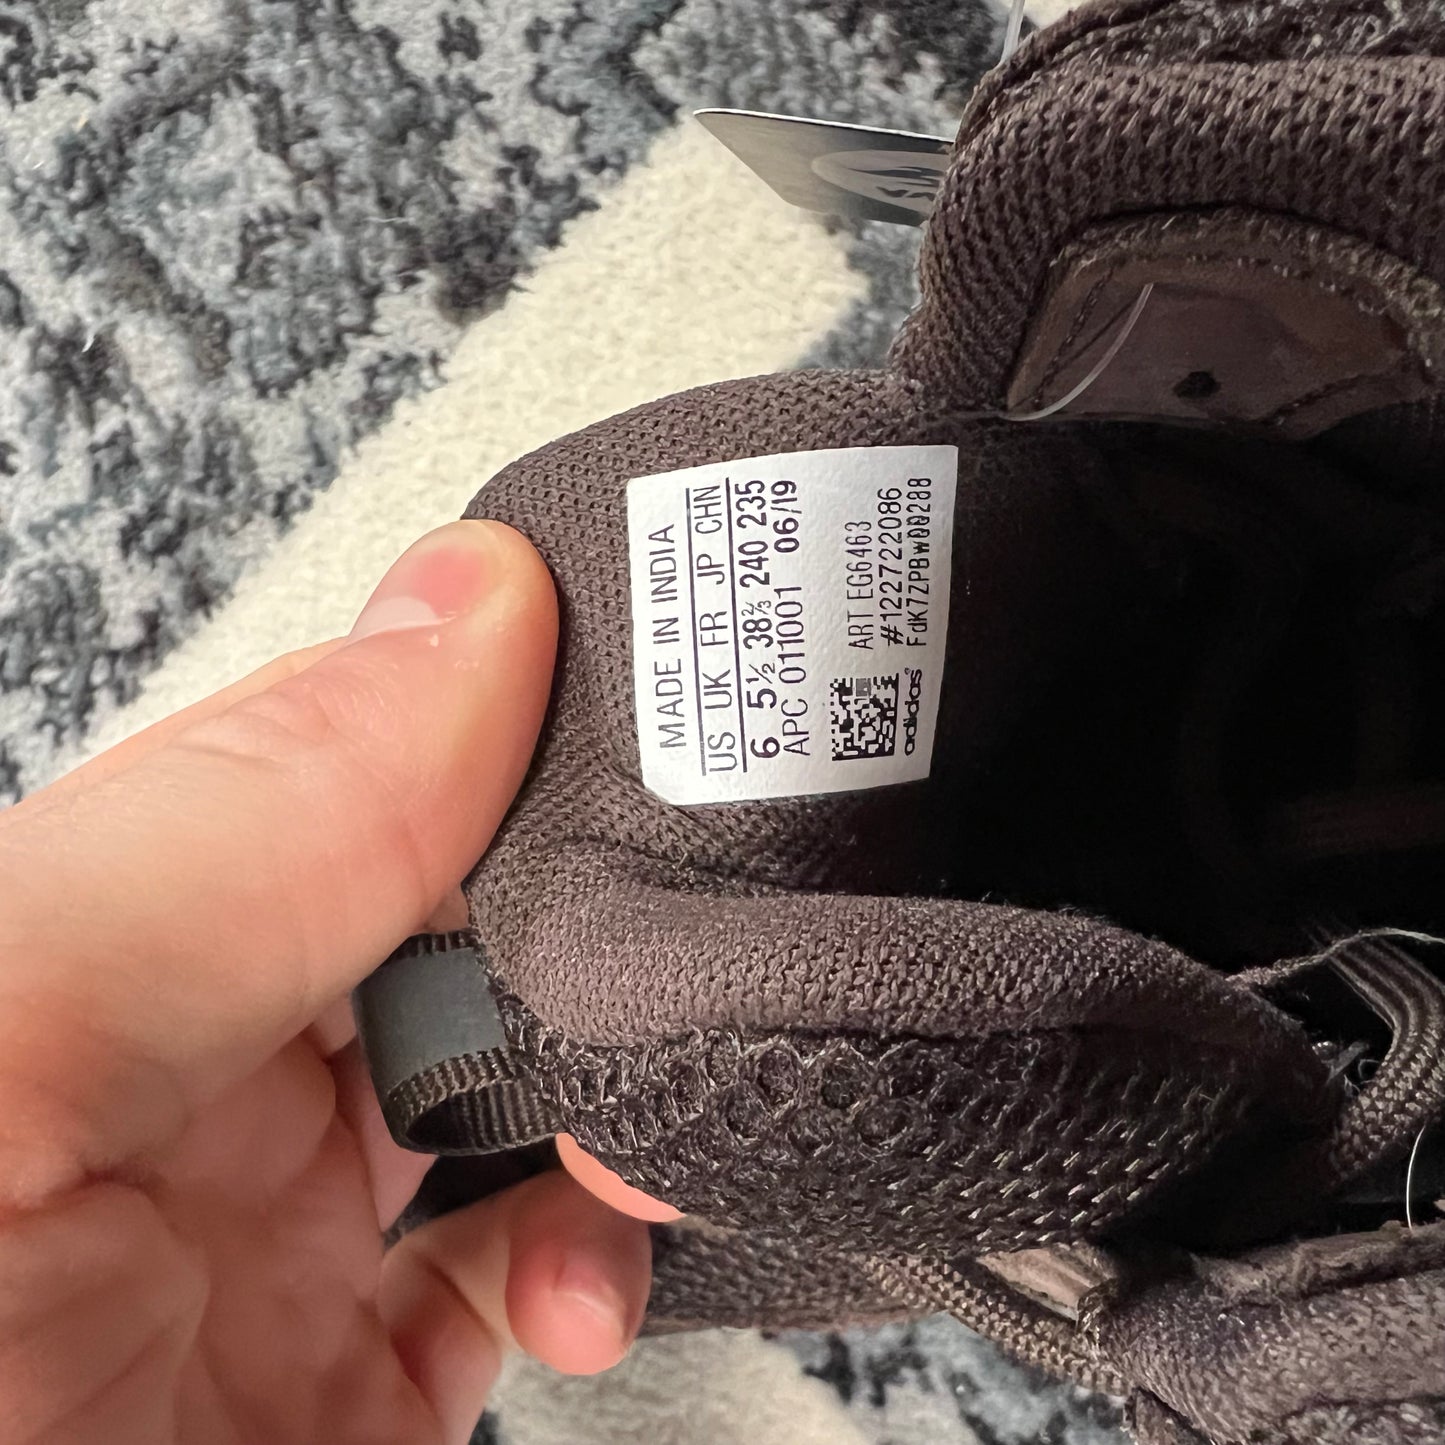 MADE IN INDIA
US UK FR JP CHN
6 5½ 38⅔ 240 235
APC 011001 06/19
ART EG6463
#1222722086
FdK7ZPBw00288
adidas